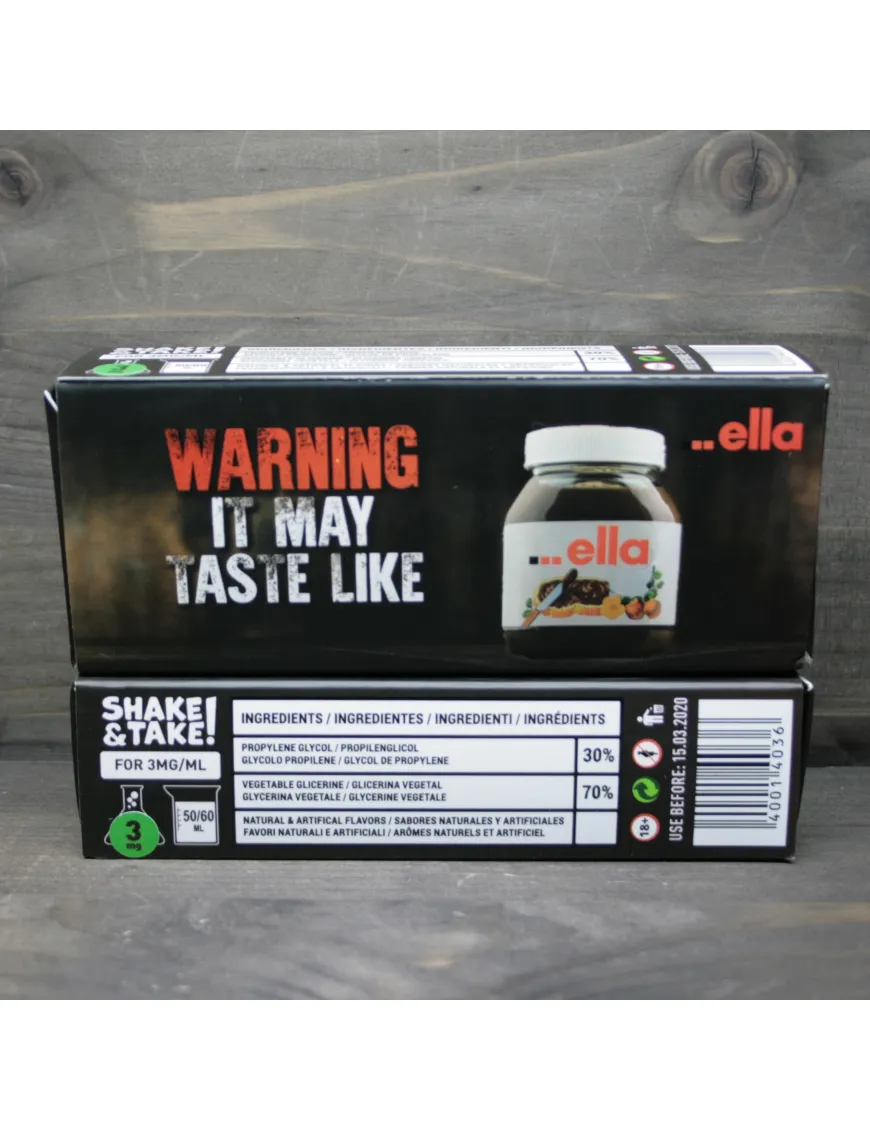 SHAKE!
& TAKE!
WARNING
IT MAY
TASTE LIKE
..ella
...ella
SHAKE!
&TAKE!
FOR 3MG/ML
3
mg
50/60
ML
INGREDIENTS / INGREDIENTES / INGREDIENTI / INGRÉDIENTS
PROPYLENE GLYCOL / PROPILENGLICOL
GLYCOLO PROPILENE / GLYCOL DE PROPYLENE
30%
VEGETABLE GLICERINE / GLICERINA VEGETAL
GLYCERINA VEGETALE / GLYCERINE VEGETALE
70%
NATURAL & ARTIFICAL FLAVORS / SABORES NATURALES Y ARTIFICIALES
FAVORI NATURALI E ARTIFICIALI / ARÔMES NATURELS ET ARTIFICIEL
18+
USE BEFORE: 15.03.2020
40014036